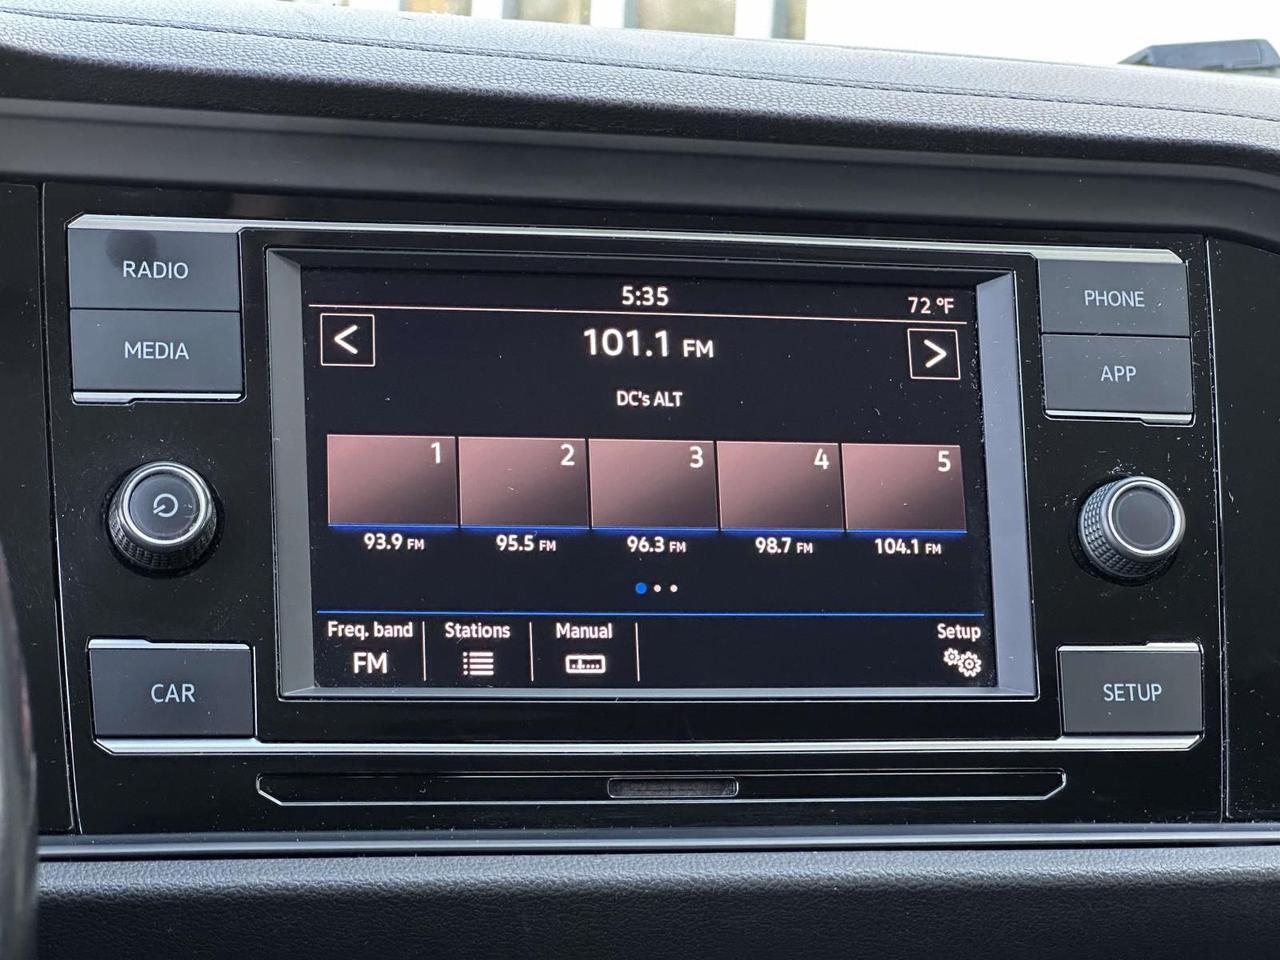 RADIO
MEDIA
CAR
5:35
72 °F
<
101.1 FM
>
DC's ALT
1 2 3 4 5
93.9 FM 95.5 FM 96.3 FM 98.7 FM 104.1 FM
Freq. band Stations Manual Setup
FM
PHONE
APP
SETUP